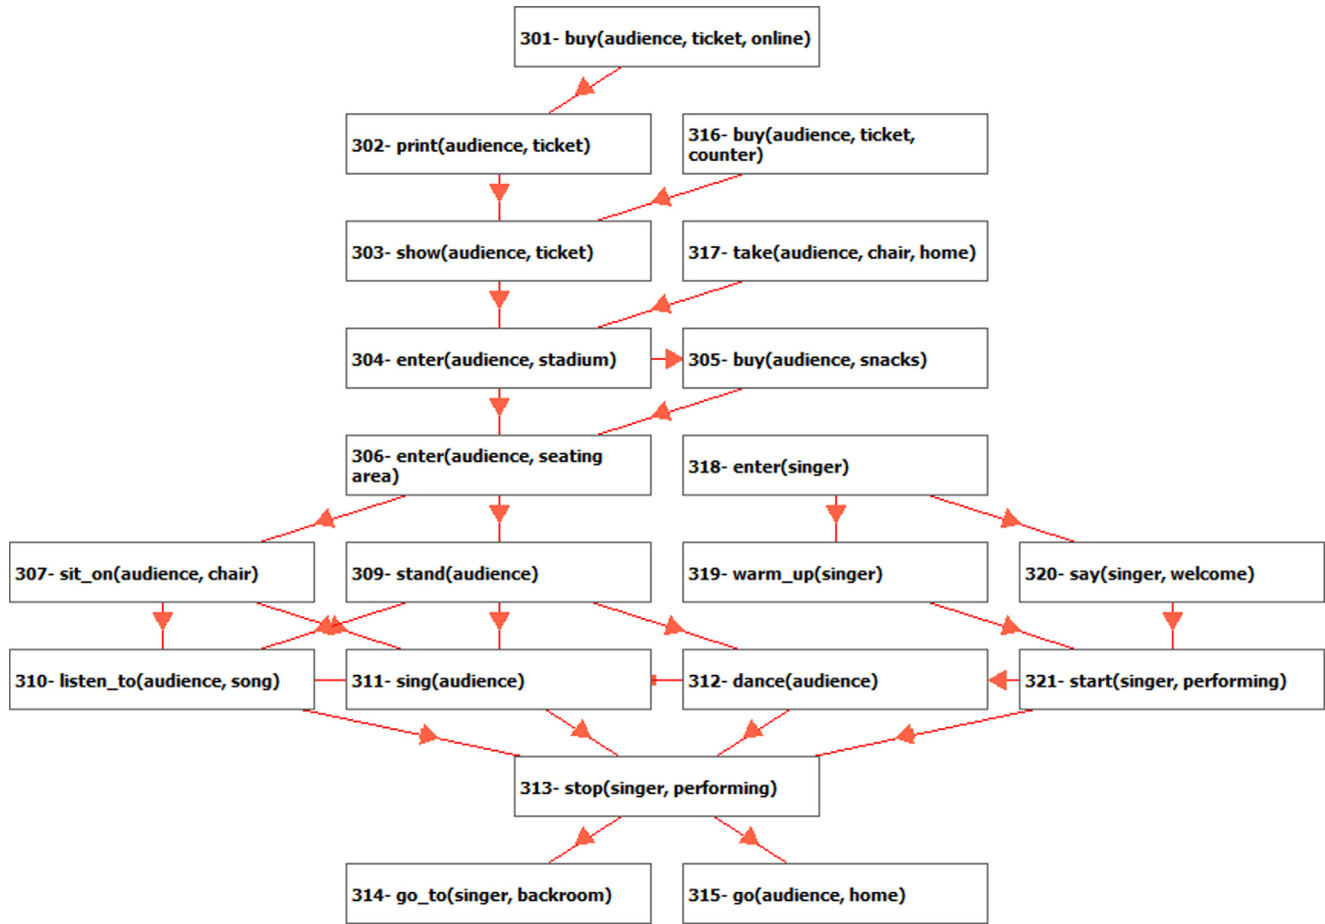 301- buy(audience, ticket, online)
302- print(audience, ticket)
316- buy(audience, ticket,
counter)
303- show(audience, ticket)
317- take(audience, chair, home)
304- enter(audience, stadium)
305- buy(audience, snacks)
306- enter(audience, seating
area)
318- enter(singer)
307- sit_on(audience, chair)
309- stand(audience)
319- warm_up(singer)
320- say(singer, welcome)
310- listen_to(audience, song)
311- sing(audience)
312- dance(audience)
321- start(singer, performing)
313- stop(singer, performing)
314- go_to(singer, backroom)
315- go(audience, home)